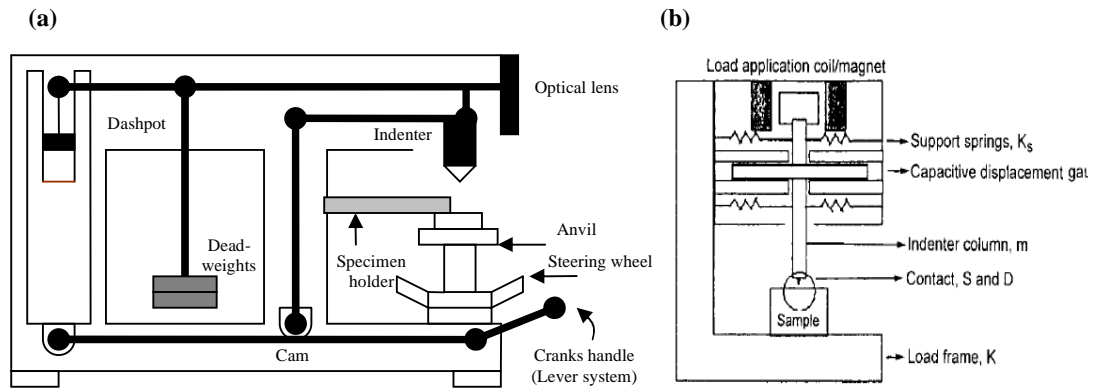 (a)
Optical lens
Dashpot
Indenter
Dead-
weights
Specimen
holder
Anvil
Steering wheel
Cam
Cranks handle
(Lever system)
(b)
Load application coil/magnet
Support springs, Ks
Capacitive displacement gau
Indenter column, m
Contact, S and D
Sample
Load frame, K